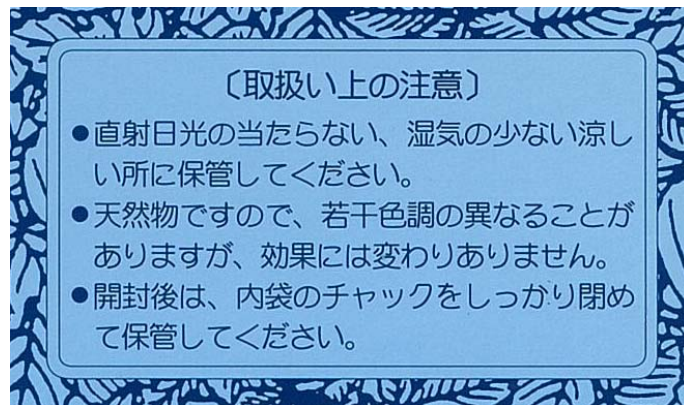 〔取扱い上の注意〕
●直射日光の当たらない、湿気の少ない涼し
い所に保管してください。
●天然物ですので、若干色調の異なることが
ありますが、効果には変わりありません。
●開封後は、内袋のチャックをしっかり閉め
て保管してください。